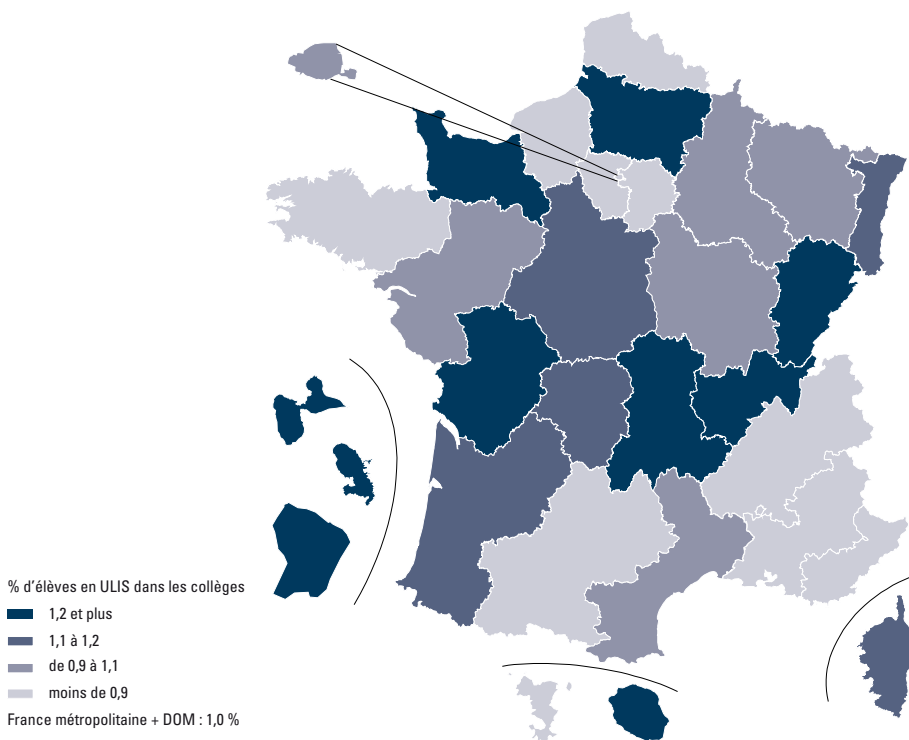 % d'élèves en ULIS dans les collèges
1,2 et plus
1,1 à 1,2
de 0,9 à 1,1
moins de 0,9
France métropolitaine + DOM : 1,0 %